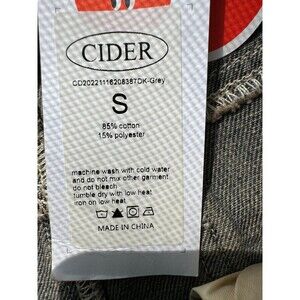 CIDER
CD20221116208387DK-Grey
S
85% cotton
15% polyester
machine wash with cold water
and do not mix other garment
do not bleach
tumble dry with low heat
iron on low heat
MADE IN CHINA